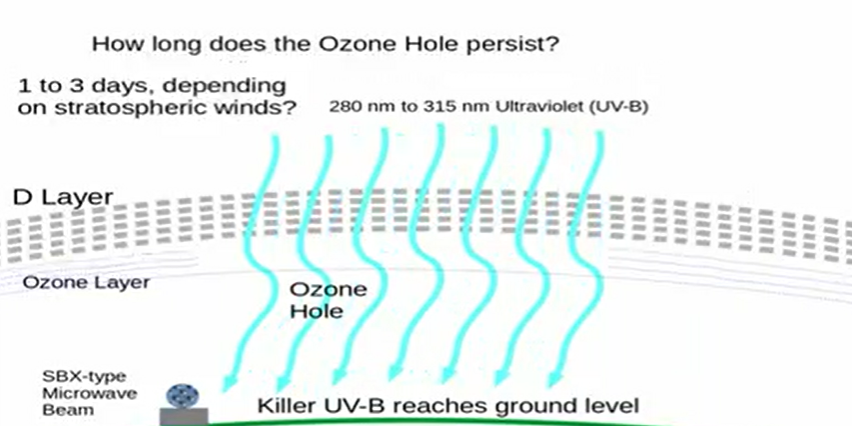 How long does the Ozone Hole persist?
1 to 3 days, depending
on stratospheric winds?
280 nm to 315 nm Ultraviolet (UV-B)
D Layer
Ozone Layer
Ozone
Hole
SBX-type
Microwave
Beam
Killer UV-B reaches ground level